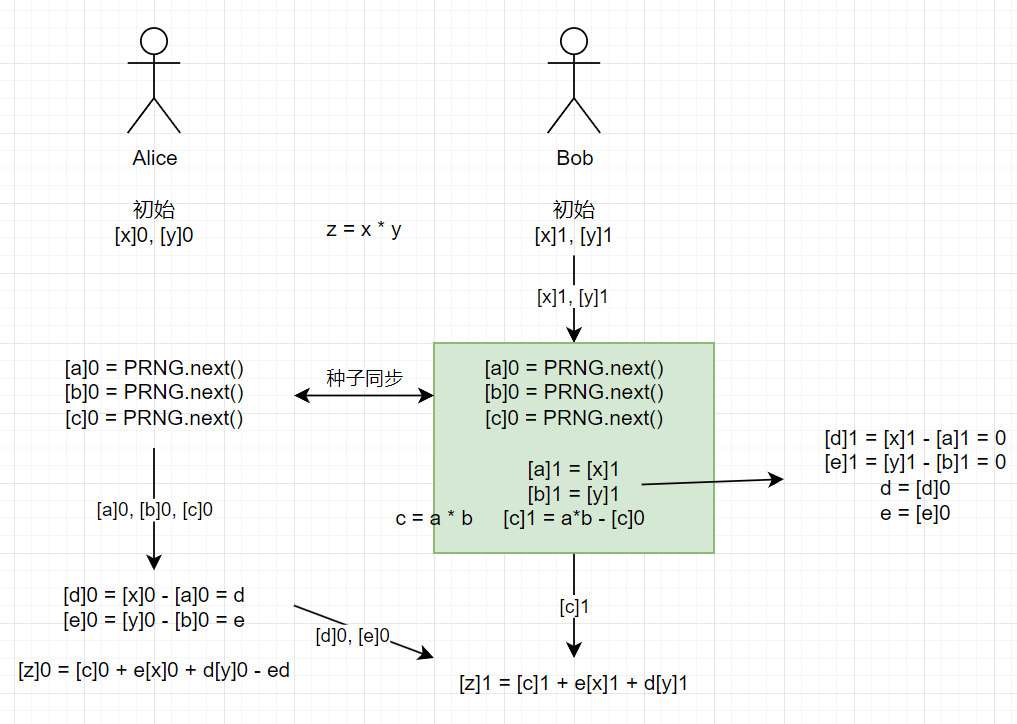 Alice
Bob
初始
[x]0, [y]0
z = x * y
初始
[x]1, [y]1
[x]1, [y]1
[a]0 = PRNG.next()
[b]0 = PRNG.next()
[c]0 = PRNG.next()
种子同步
[a]0 = PRNG.next()
[b]0 = PRNG.next()
[c]0 = PRNG.next()
[a]1 = [x]1
[b]1 = [y]1
c = a * b
[c]1 = a*b - [c]0
[d]1 = [x]1 - [a]1 = 0
[e]1 = [y]1 - [b]1 = 0
d = [d]0
e = [e]0
[a]0, [b]0, [c]0
[d]0 = [x]0 - [a]0 = d
[e]0 = [y]0 - [b]0 = e
[d]0, [e]0
[c]1
[z]0 = [c]0 + e[x]0 + d[y]0 - ed
[z]1 = [c]1 + e[x]1 + d[y]1